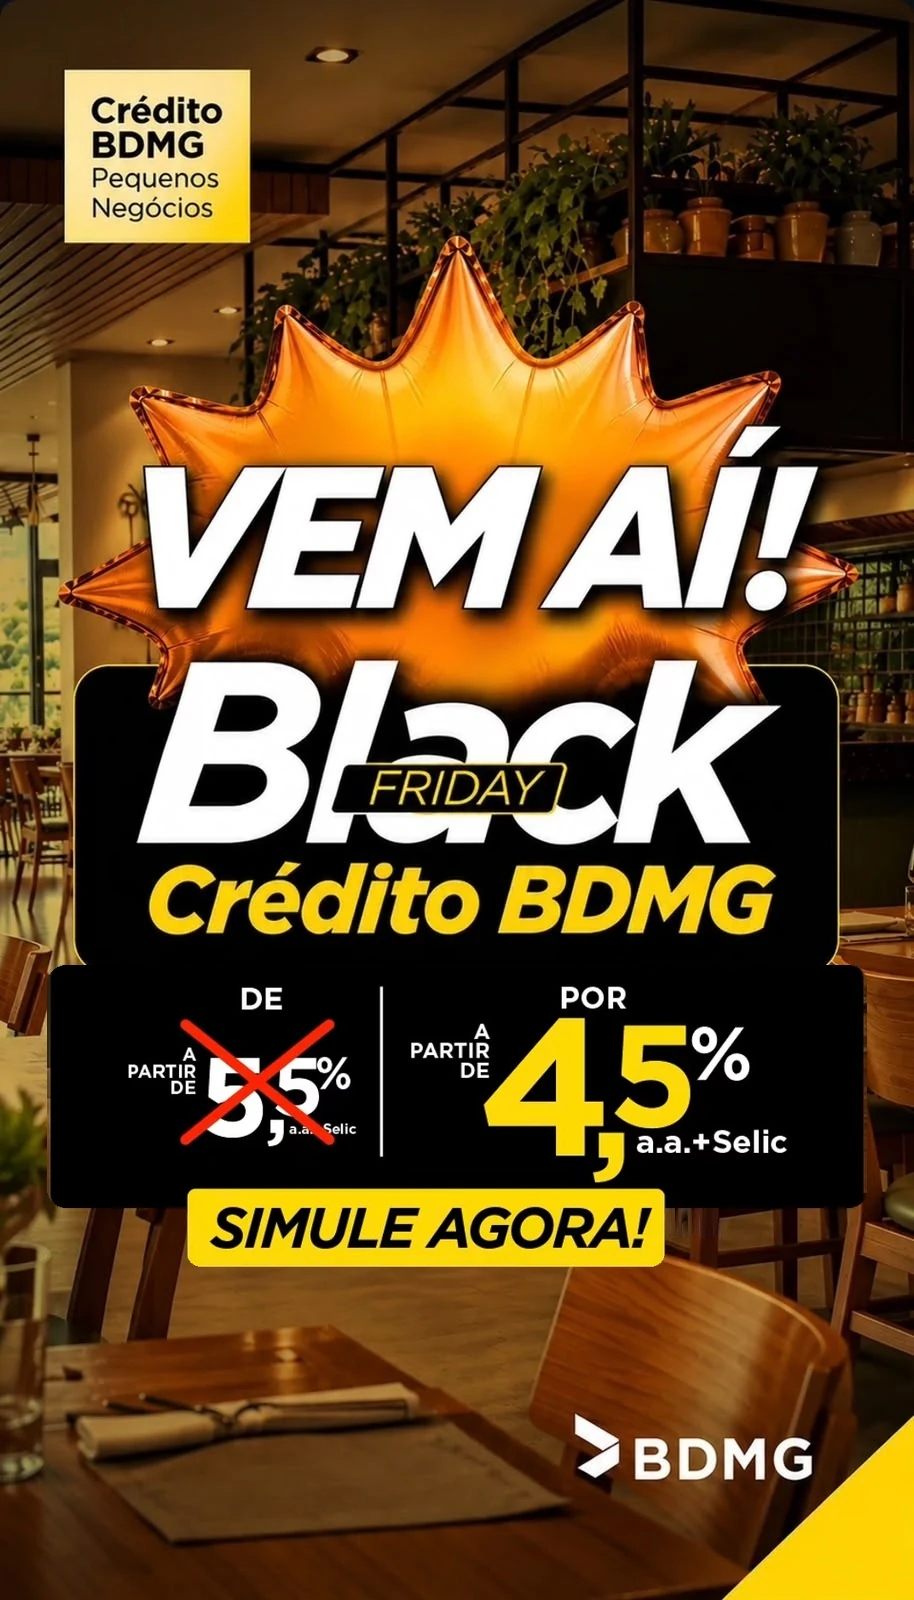 Crédito
BDMG
Pequenos
Negócios
VEM AÍ!
Black
FRIDAY
Crédito BDMG
DE
A
PARTIR
DE
5,5%
a.a.+Selic
POR
A
PARTIR
DE
4,5%
a.a.+Selic
SIMULE AGORA!
BDMG